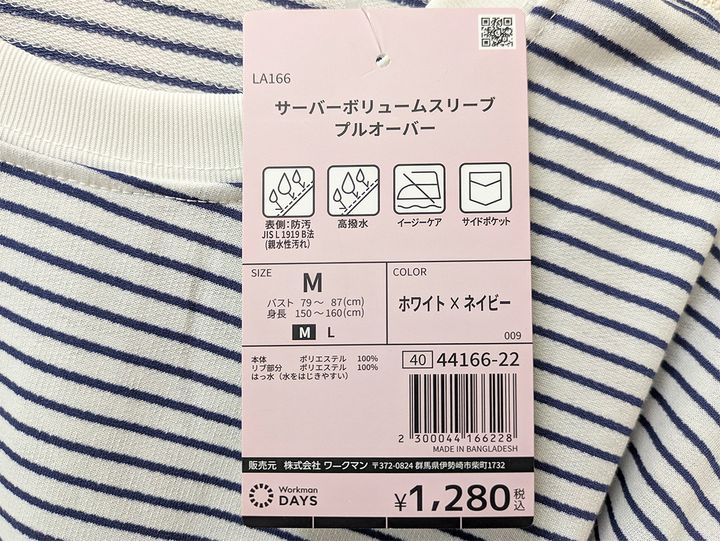 LA166
サーバーボリュームスリーブ
プルオーバー
表側:防汚
JIS L 1919 B法
(親水性汚れ)
高撥水
イージーケア
サイドポケット
SIZE
M
バスト 79〜 87(cm)
身長 150〜160(cm)
M L
COLOR
ホワイト×ネイビー
009
本体 ポリエステル 100%
リブ部分 ポリエステル 100%
はっ水(水をはじきやすい)
40 44166-22
2 300044 166228
MADE IN BANGLADESH
販売元 株式会社 ワークマン 〒372-0824 群馬県伊勢崎市柴町1732
Workman
DAYS
¥1,280税込